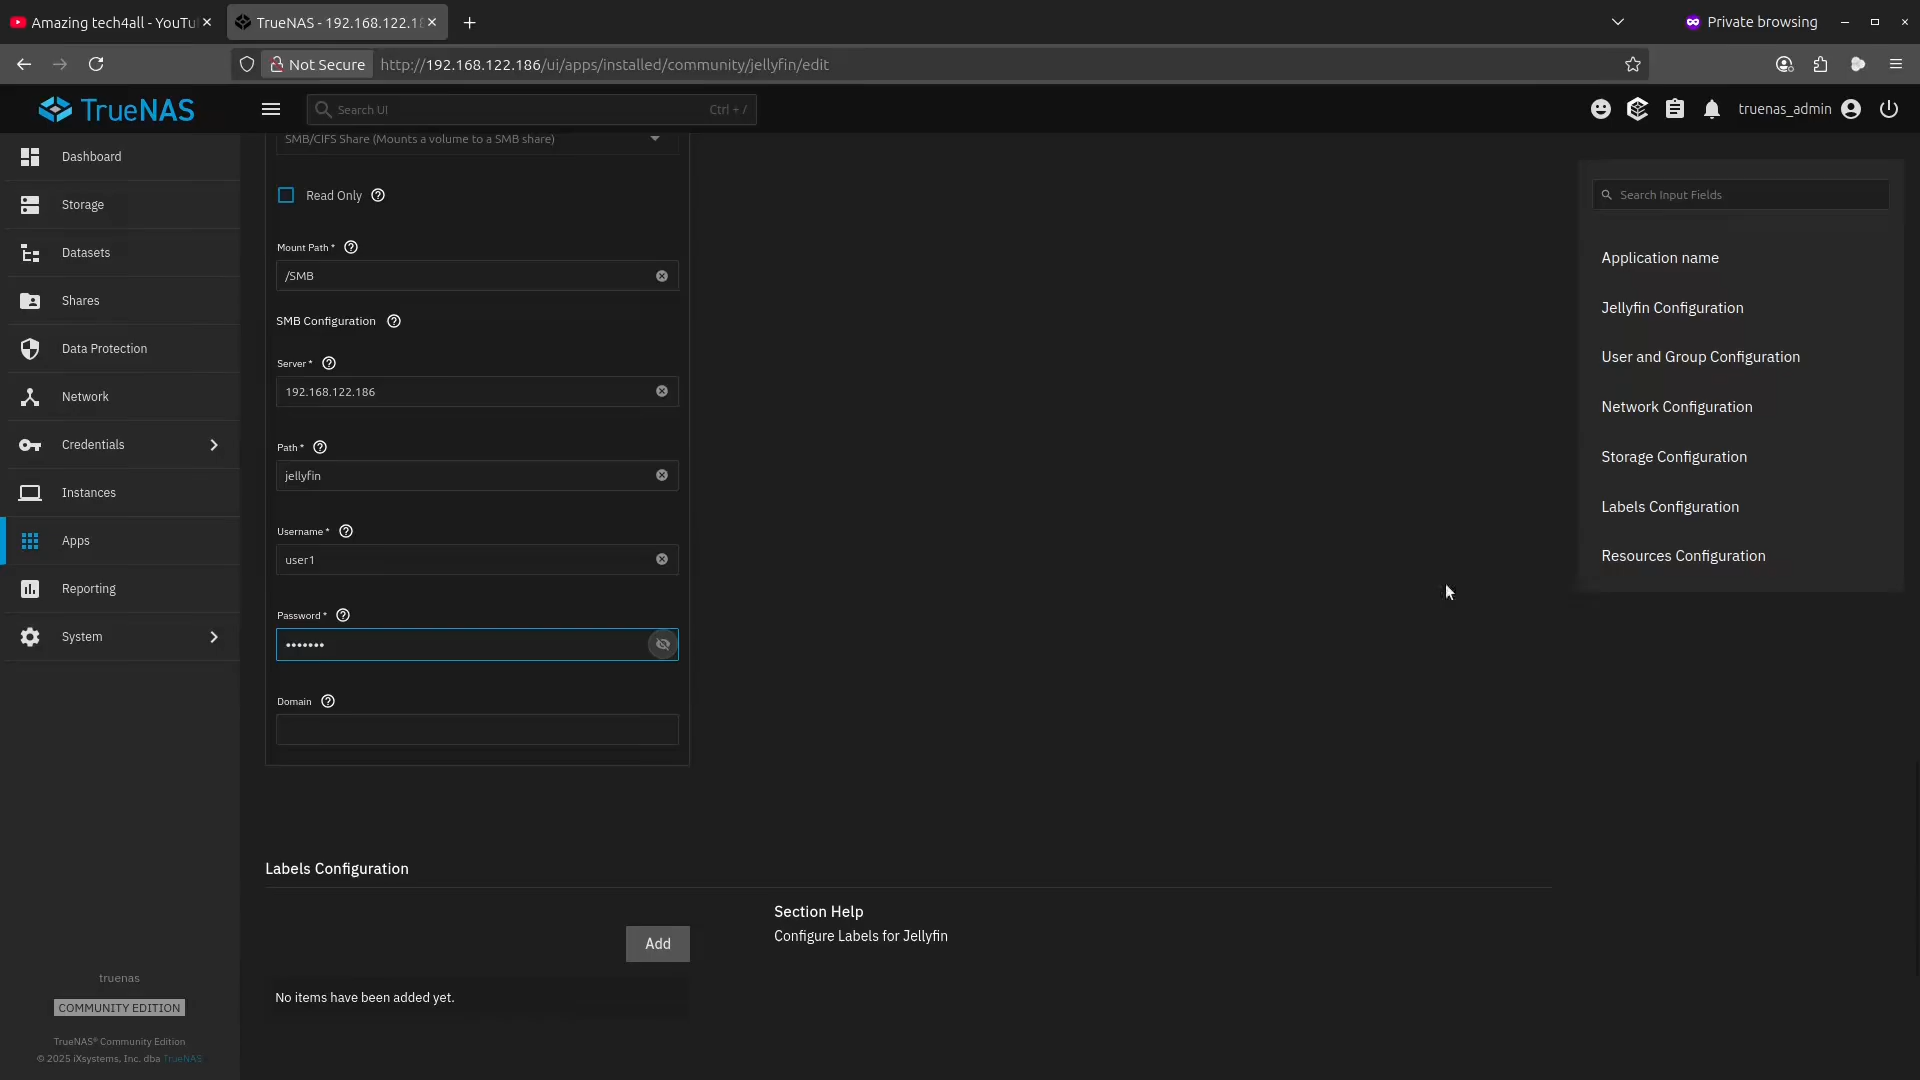 Amazing tech4all - YouTu
TrueNAS - 192.168.122.18
Private browsing
Not Secure
http://192.168.122.186/ui/apps/installed/community/jellyfin/edit
TrueNAS
Search UI
Ctrl + /
truenas_admin
Dashboard
Storage
Datasets
Shares
Data Protection
Network
Credentials
Instances
Apps
Reporting
System
truenas
COMMUNITY EDITION
TrueNAS® Community Edition
© 2025 iXsystems, Inc. dba TrueNAS
SMB/CIFS Share (Mounts a volume to a SMB share)
Read Only
Mount Path *
/SMB
SMB Configuration
Server *
192.168.122.186
Path *
jellyfin
Username *
user1
Password *
•••••••
Domain
Labels Configuration
Add
No items have been added yet.
Section Help
Configure Labels for Jellyfin
Search Input Fields
Application name
Jellyfin Configuration
User and Group Configuration
Network Configuration
Storage Configuration
Labels Configuration
Resources Configuration